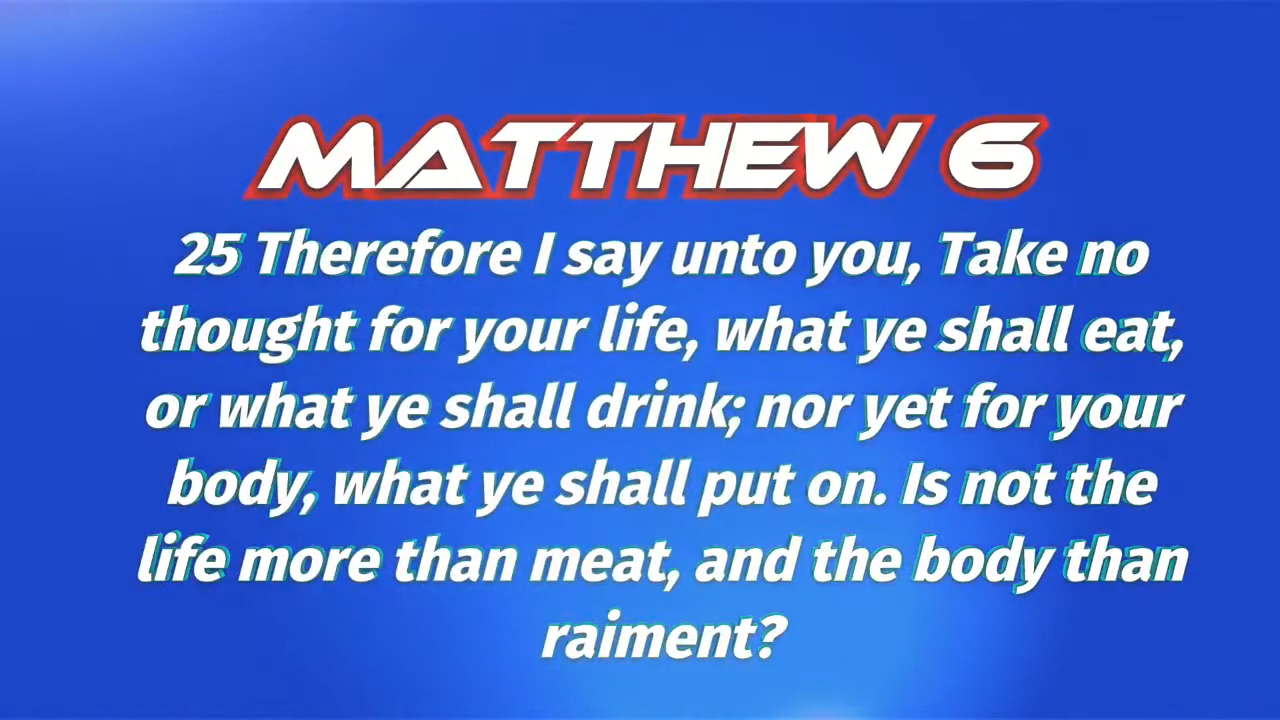 MATTHEW 6
25 Therefore I say unto you, Take no
thought for your life, what ye shall eat,
or what ye shall drink; nor yet for your
body, what ye shall put on. Is not the
life more than meat, and the body than
raiment?